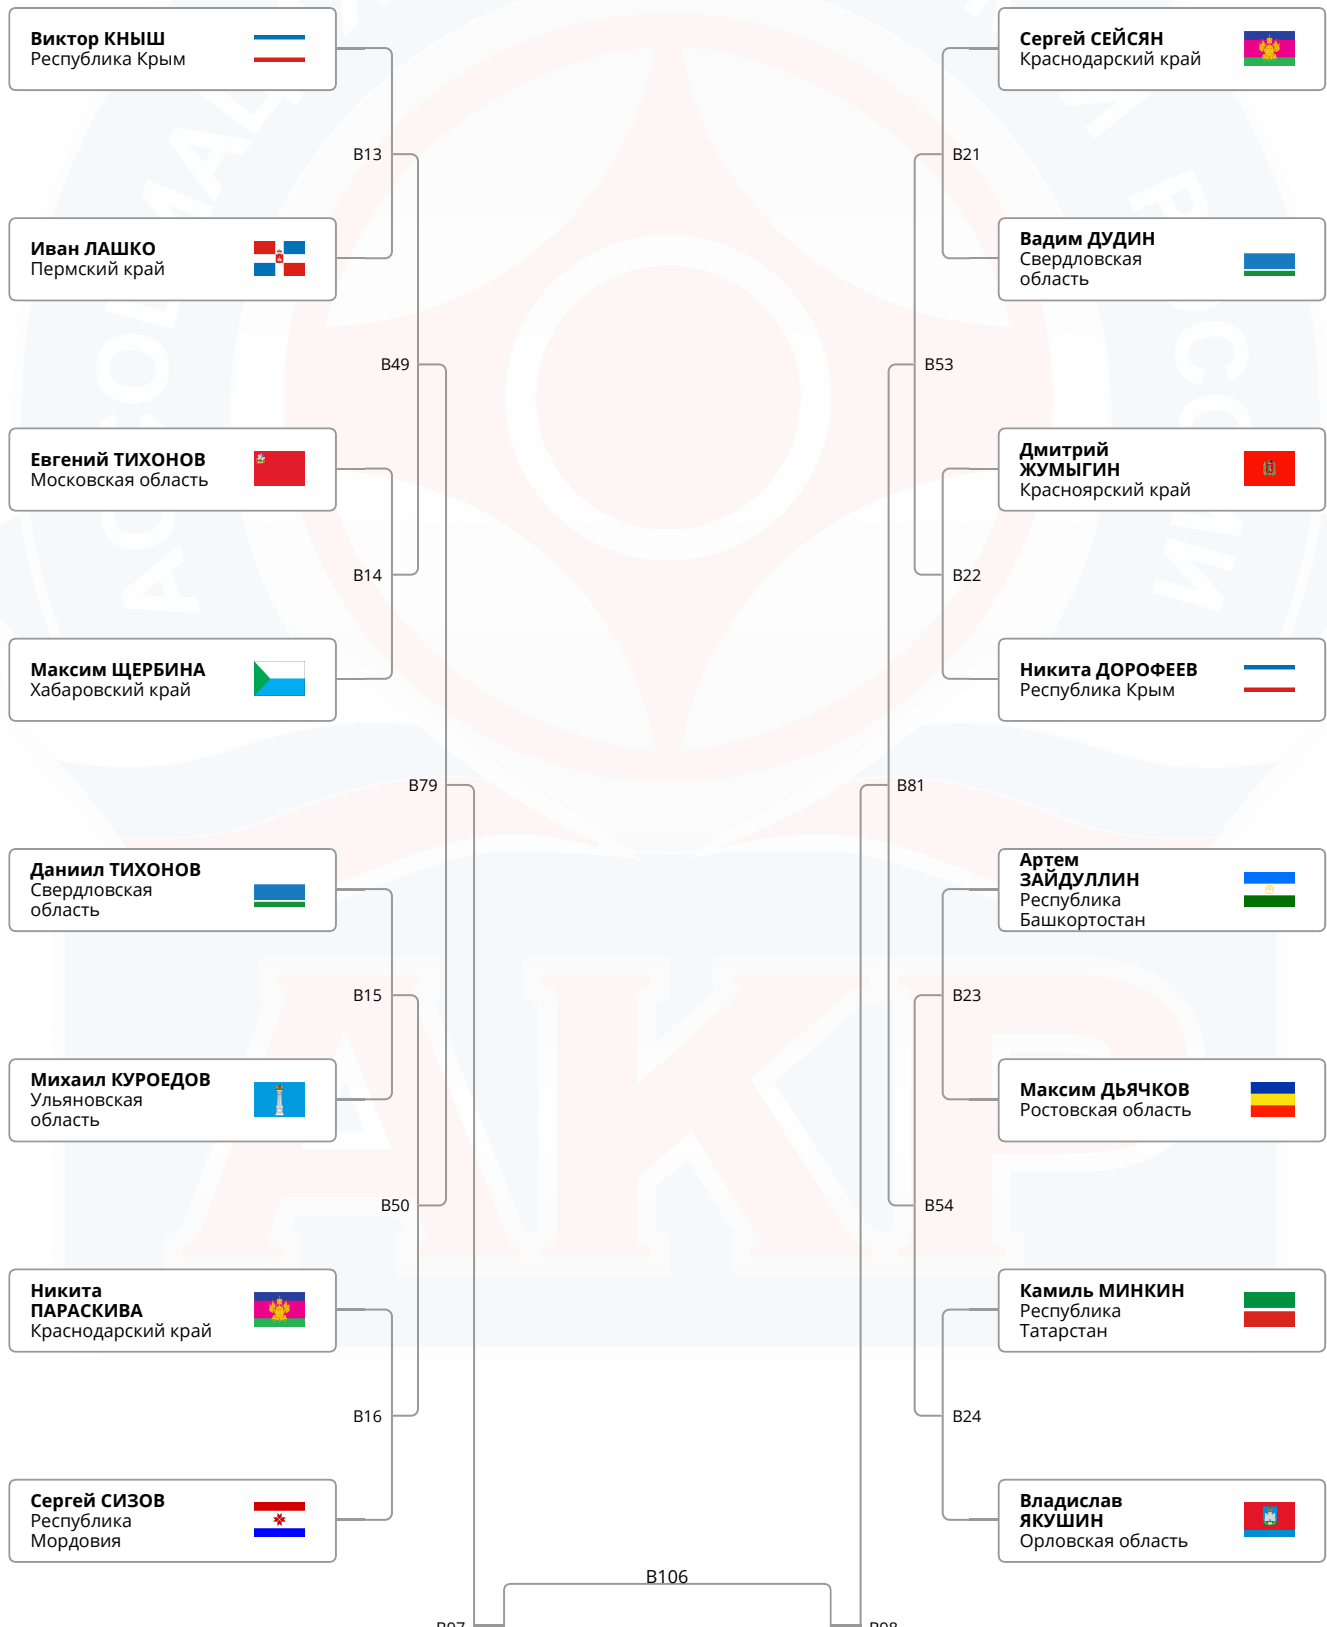 Виктор КНЫШ
Республика Крым
B13
Иван ЛАШКО
Пермский край
B49
Евгений ТИХОНОВ
Московская область
B14
Максим ЩЕРБИНА
Хабаровский край
B79
Даниил ТИХОНОВ
Свердловская
область
B15
Михаил КУРОЕДОВ
Ульяновская
область
B50
Никита
ПАРАСКИВА
Краснодарский край
B16
Сергей СИЗОВ
Республика
Мордовия
B97
B106
Сергей СЕЙСЯН
Краснодарский край
B21
Вадим ДУДИН
Свердловская
область
B53
Дмитрий
ЖУМЫГИН
Красноярский край
B22
Никита ДОРОФЕЕВ
Республика Крым
B81
Артем
ЗАЙДУЛЛИН
Республика
Башкортостан
B23
Максим ДЬЯЧКОВ
Ростовская область
B54
Камиль МИНКИН
Республика
Татарстан
B24
Владислав
ЯКУШИН
Орловская область
B98
АКР